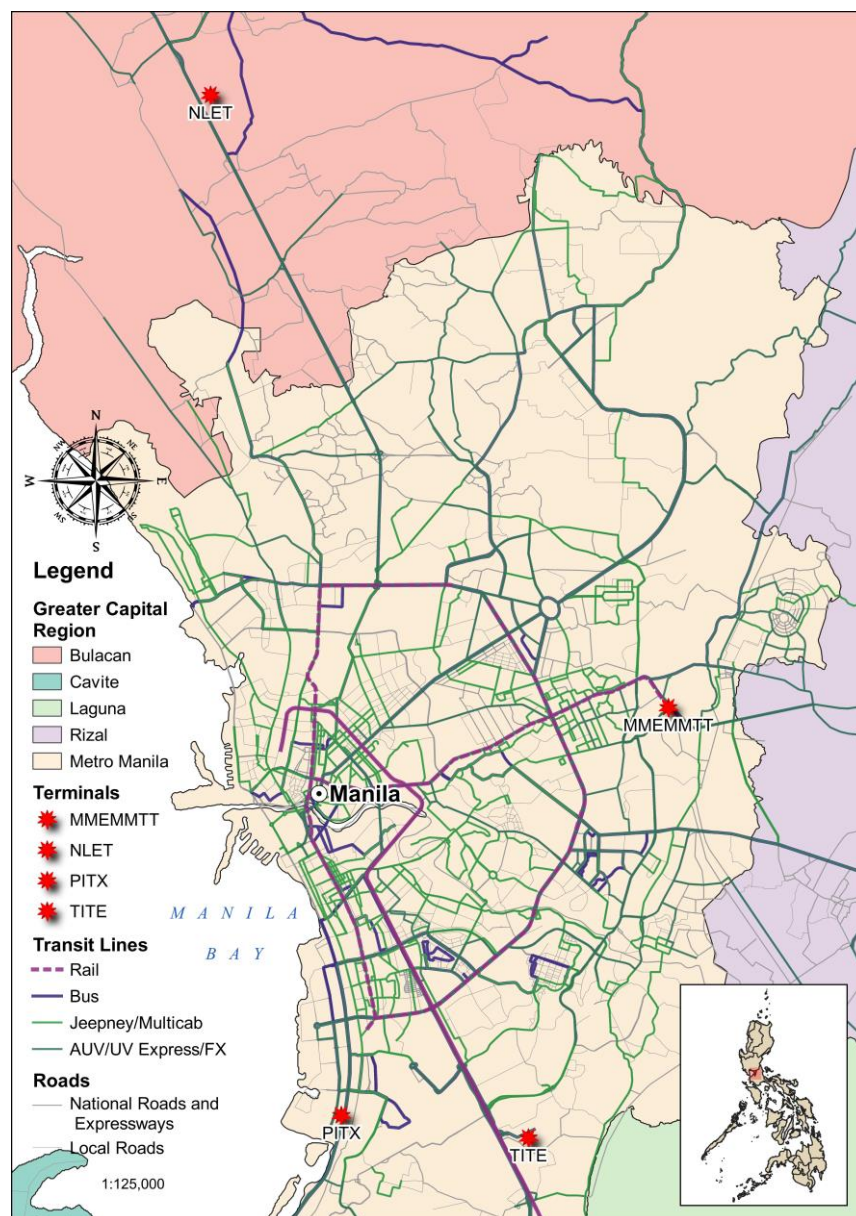 NLET
N
NW
NE
W
E
SW
SE
S
Legend
Greater Capital
Region
Bulacan
Cavite
Laguna
Rizal
Metro Manila
Terminals
MMEMMTT
NLET
PITX
TITE
Transit Lines
Rail
Bus
Jeepney/Multicab
AUV/UV Express/FX
Roads
National Roads and
Expressways
Local Roads
1:125,000
MMEMMTT
Manila
MANILA
BAY
PITX
TITE